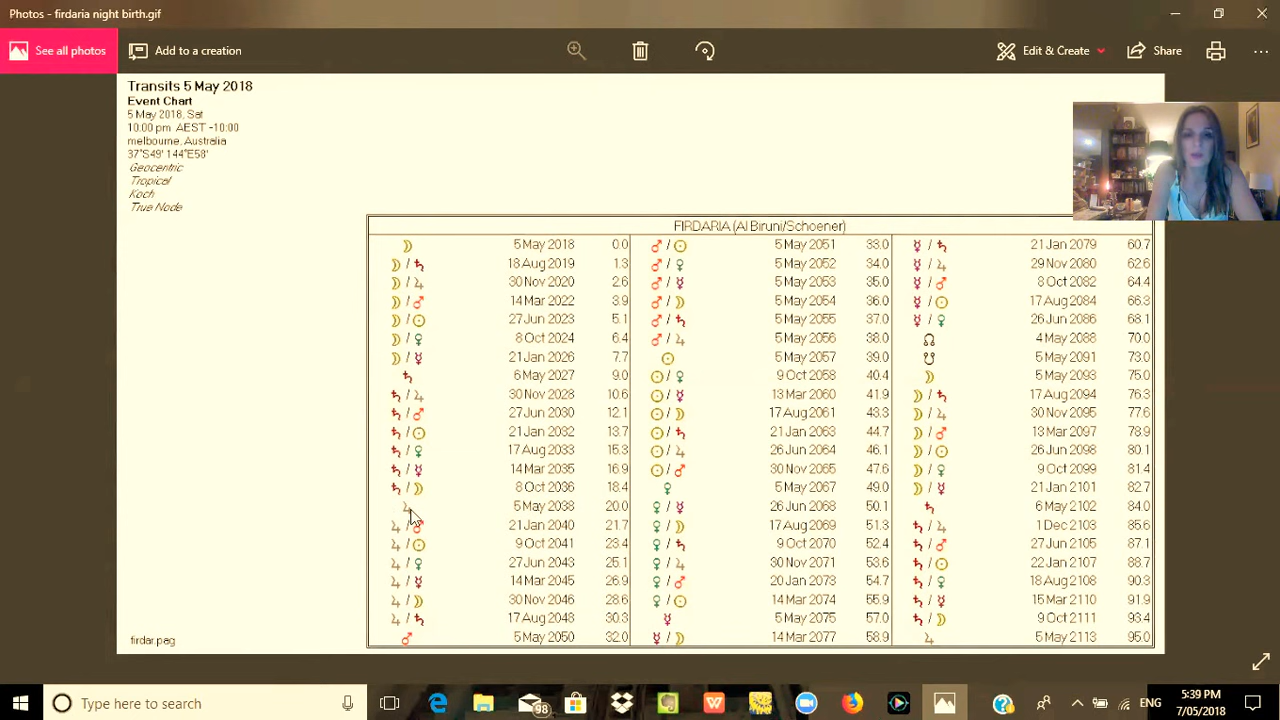 Photos - firdaria night birth.gif
See all photos
Add to a creation
Edit & Create
Share
Transits 5 May 2018
Event Chart
5 May 2018, Sat
10:00 pm AEST -10:00
melbourne, Australia
37°S49' 144°E58'
Geocentric
Tropical
Koch
True Node
FIRDARIA (Al Biruni/Schoener)
☽ 5 May 2018 0.0 ♂ / ☉ 5 May 2051 33.0 ☿ / ♄ 21 Jan 2079 60.7
☽ / ♄ 18 Aug 2019 1.3 ♂ / ♀ 5 May 2052 34.0 ☿ / ♃ 29 Nov 2080 62.6
☽ / ♃ 30 Nov 2020 2.6 ♂ / ☿ 5 May 2053 35.0 ☿ / ♂ 8 Oct 2082 64.4
☽ / ♂ 14 Mar 2022 3.9 ♂ / ☽ 5 May 2054 36.0 ☿ / ☉ 17 Aug 2084 66.3
☽ / ☉ 27 Jun 2023 5.1 ♂ / ♄ 5 May 2055 37.0 ☿ / ♀ 26 Jun 2086 68.1
☽ / ♀ 8 Oct 2024 6.4 ♂ / ♃ 5 May 2056 38.0 ☊ 4 May 2088 70.0
☽ / ☿ 21 Jan 2026 7.7 ☉ 5 May 2057 39.0 ☋ 5 May 2091 73.0
♄ 6 May 2027 9.0 ☉ / ♀ 9 Oct 2058 40.4 ☽ 5 May 2093 75.0
♄ / ♃ 30 Nov 2028 10.6 ☉ / ☿ 13 Mar 2060 41.9 ☽ / ♄ 17 Aug 2094 76.3
♄ / ♂ 27 Jun 2030 12.1 ☉ / ☽ 17 Aug 2061 43.3 ☽ / ♃ 30 Nov 2095 77.6
♄ / ☉ 21 Jan 2032 13.7 ☉ / ♄ 21 Jan 2063 44.7 ☽ / ♂ 13 Mar 2097 78.9
♄ / ♀ 17 Aug 2033 15.3 ☉ / ♃ 26 Jun 2064 46.1 ☽ / ☉ 26 Jun 2098 80.1
♄ / ☿ 14 Mar 2035 16.9 ☉ / ♂ 30 Nov 2065 47.6 ☽ / ♀ 9 Oct 2099 81.4
♄ / ☽ 8 Oct 2036 18.4 ♀ 5 May 2067 49.0 ☽ / ☿ 21 Jan 2101 82.7
♃ 5 May 2038 20.0 ♀ / ☿ 26 Jun 2068 50.1 ♄ 6 May 2102 84.0
♃ / ♂ 21 Jan 2040 21.7 ♀ / ☽ 17 Aug 2069 51.3 ♄ / ♃ 1 Dec 2103 85.6
♃ / ☉ 9 Oct 2041 23.4 ♀ / ♄ 9 Oct 2070 52.4 ♄ / ♂ 27 Jun 2105 87.1
♃ / ♀ 27 Jun 2043 25.1 ♀ / ♃ 30 Nov 2071 53.6 ♄ / ☉ 22 Jan 2107 88.7
♃ / ☿ 14 Mar 2045 26.9 ♀ / ♂ 20 Jan 2073 54.7 ♄ / ♀ 18 Aug 2108 90.3
♃ / ☽ 30 Nov 2046 28.6 ♀ / ☉ 14 Mar 2074 55.9 ♄ / ☿ 15 Mar 2110 91.9
♃ / ♄ 17 Aug 2048 30.3 ☿ 5 May 2075 57.0 ♄ / ☽ 9 Oct 2111 93.4
♂ 5 May 2050 32.0 ☿ / ☽ 14 Mar 2077 58.9 ♃ 5 May 2113 95.0
firdar.pag
Type here to search
98
ENG
5:39 PM
7/05/2018